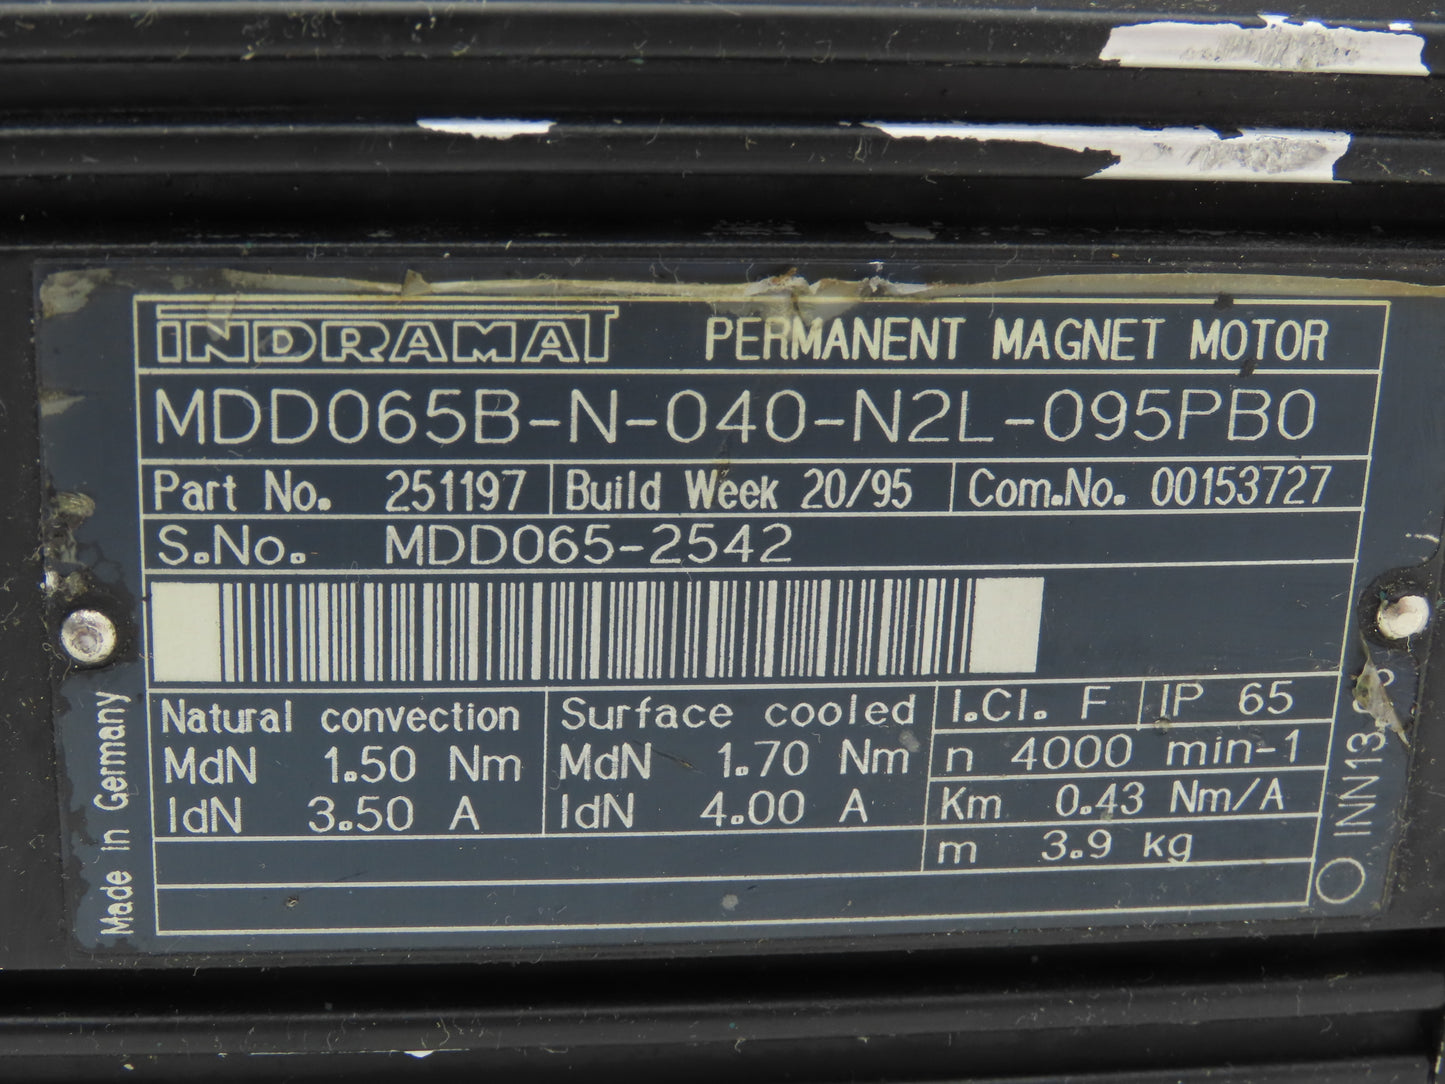 INDRAMAT PERMANENT MAGNET MOTOR
MDD065B-N-040-N2L-095PB0
Part No. 251197 Build Week 20/95 Com.No. 00153727
S.No. MDD065-2542
Natural convection Surface cooled I.Cl. F IP 65
MdN 1.50 Nm MdN 1.70 Nm n 4000 min-1
IdN 3.50 A IdN 4.00 A Km 0.43 Nm/A
m 3.9 kg
Made in Germany